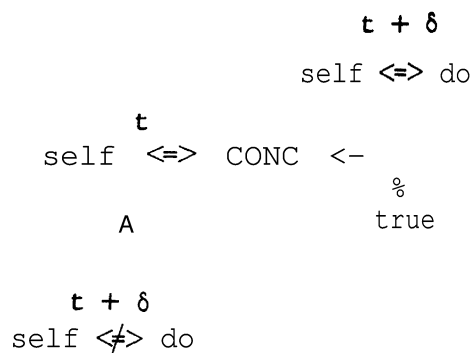 t + δ
self <=> do
t
self <=> CONC <-
%
true
A
t + δ
self <≠> do